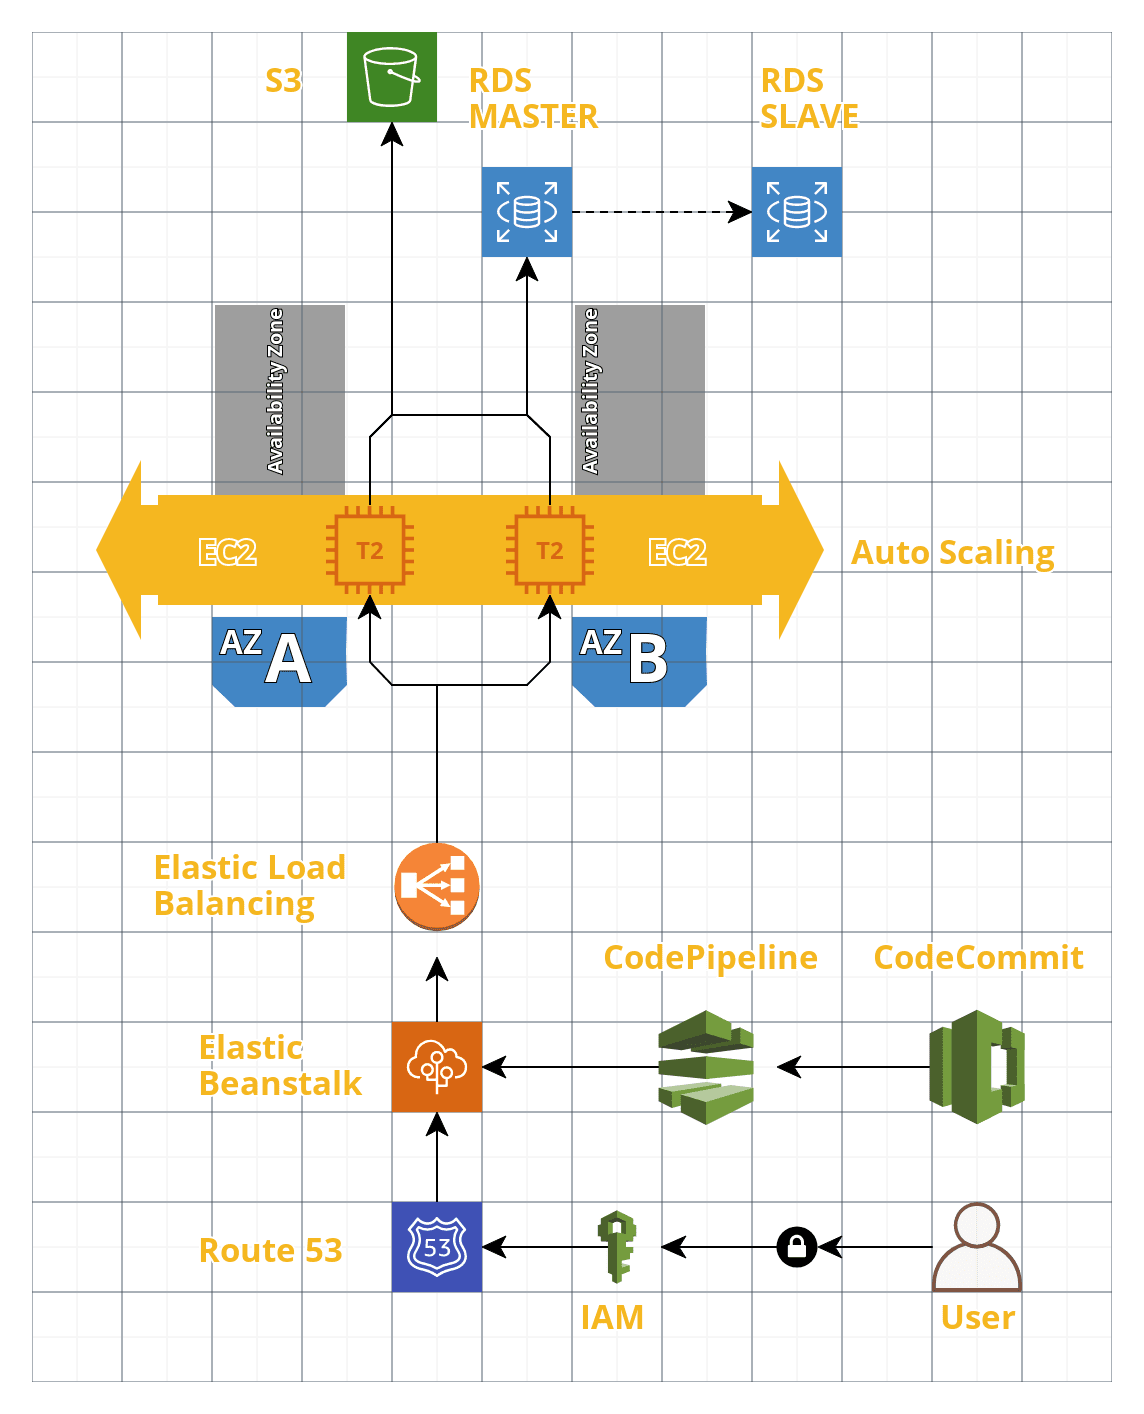 S3
RDS
MASTER
RDS
SLAVE
Availability Zone
Availability Zone
EC2
T2
T2
EC2
Auto Scaling
AZ A
AZ B
Elastic Load
Balancing
CodePipeline
CodeCommit
Elastic
Beanstalk
Route 53
53
IAM
User